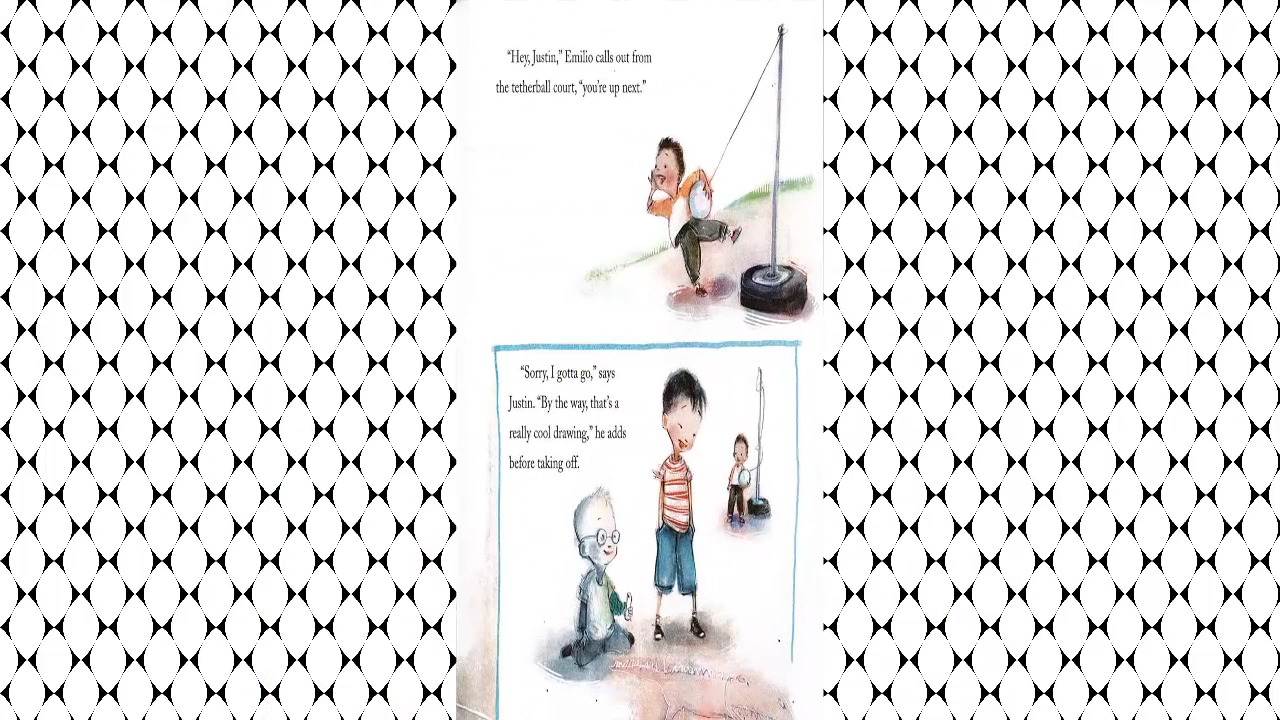 “Hey, Justin,” Emilio calls out from
the tetherball court, “you’re up next.”
“Sorry, I gotta go,” says
Justin. “By the way, that’s a
really cool drawing,” he adds
before taking off.